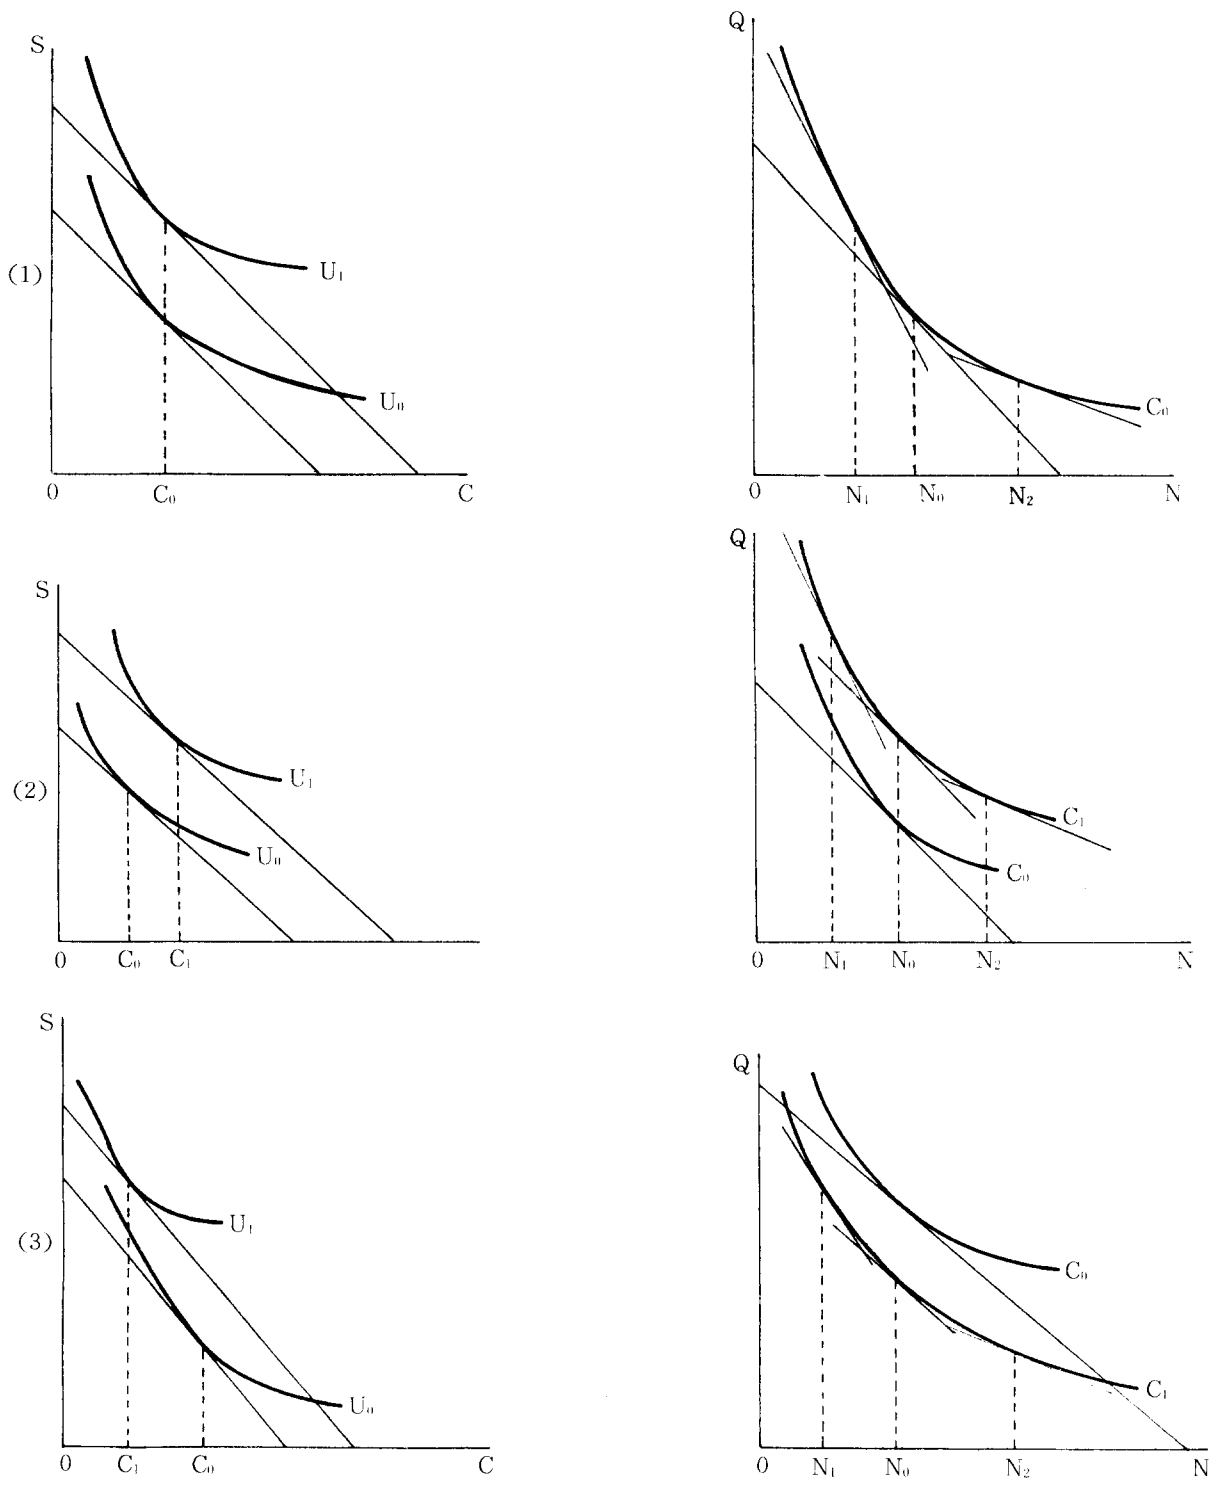 S
U₁
(1)
U₀
0 C₀ C
Q
C₀
0 N₁ N₀ N₂ N
S
U₁
(2)
U₀
0 C₀ C₁
Q
C₁
C₀
0 N₁ N₀ N₂ N
S
U₁
(3)
U₀
0 C₁ C₀ C
Q
C₀
C₁
0 N₁ N₀ N₂ N